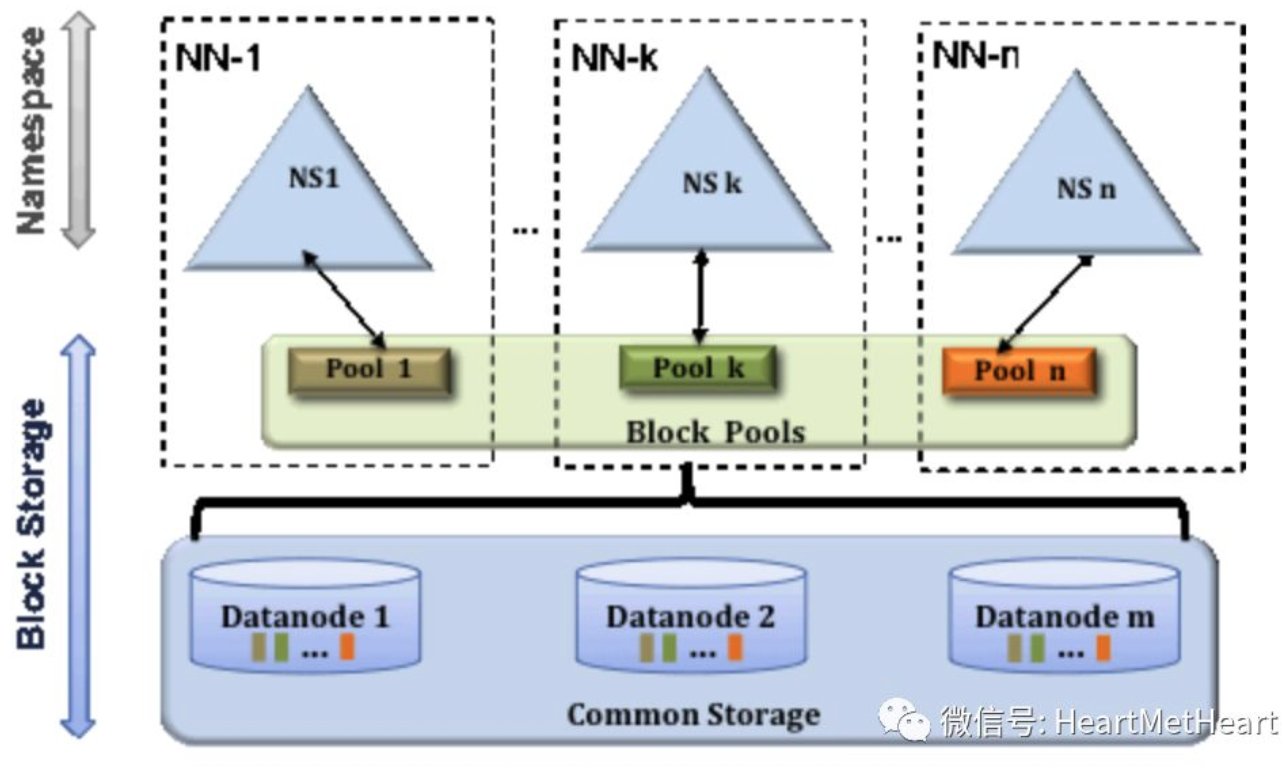 Namespace
NN-1
NN-k
NN-n
NS1
NS k
NS n
...
...
Pool 1
Pool k
Pool n
Block Pools
Block Storage
Datanode 1
...
Datanode 2
...
Datanode m
...
Common Storage
微信号: HeartMetHeart